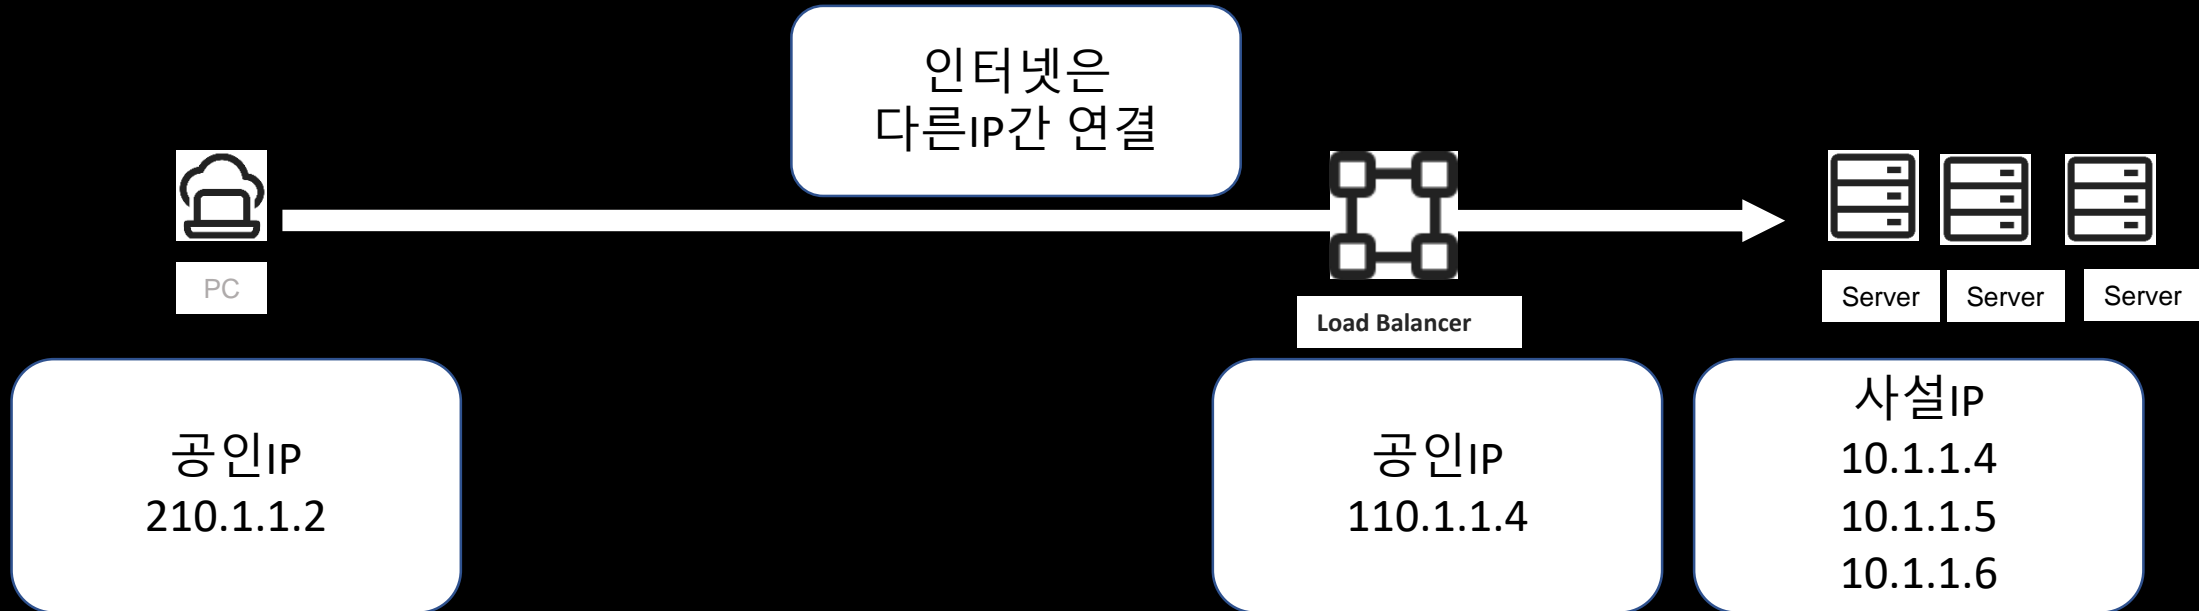 인터넷은
다른IP간 연결
PC
Load Balancer
Server
Server
Server
공인IP
210.1.1.2
공인IP
110.1.1.4
사설IP
10.1.1.4
10.1.1.5
10.1.1.6